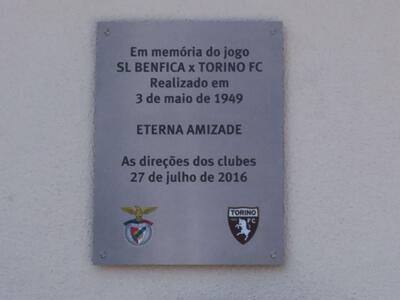 Em memória do jogo
SL BENFICA x TORINO FC
Realizado em
3 de maio de 1949
ETERNA AMIZADE
As direções dos clubes
27 de julho de 2016
TORINO
FC